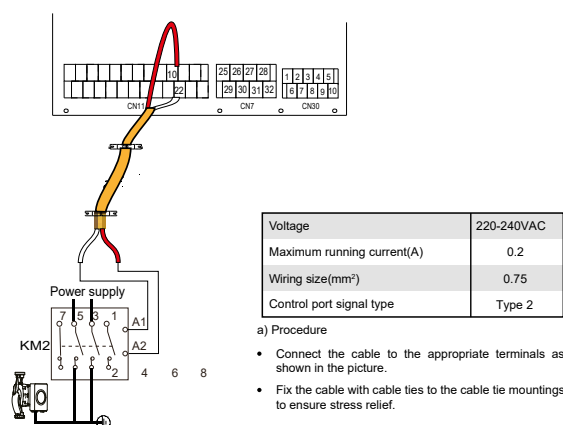 10
22
CN11
25 26 27 28
29 30 31 32
CN7
1 2 3 4 5
6 7 8 9 10
CN30
Power supply
7 5 3 1
A1
KM2
A2
2 4 6 8
Voltage 220-240VAC
Maximum running current(A) 0.2
Wiring size(mm²) 0.75
Control port signal type Type 2
a) Procedure
• Connect the cable to the appropriate terminals as
shown in the picture.
• Fix the cable with cable ties to the cable tie mountings
to ensure stress relief.